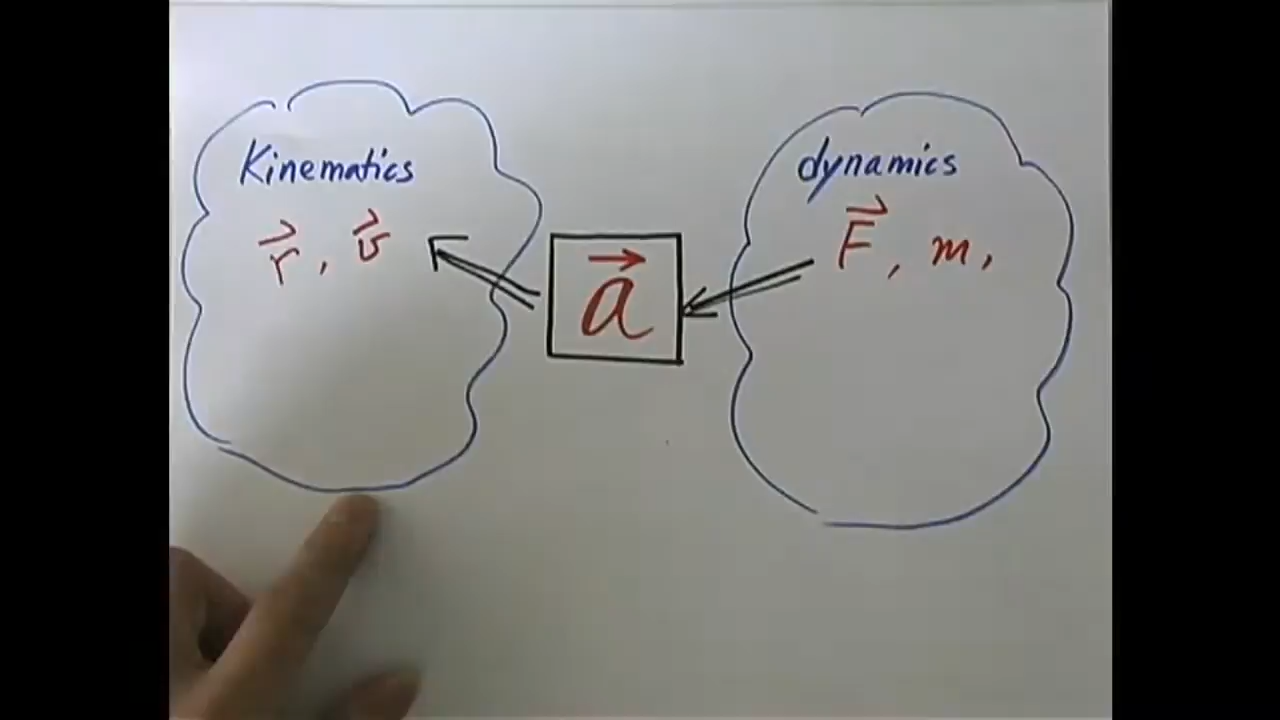 Kinematics
r⃗, v⃗
a⃗
dynamics
F⃗, m,